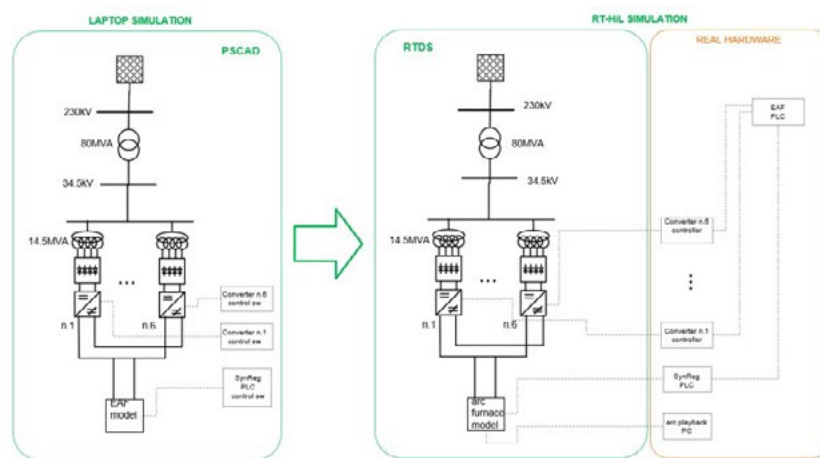 LAPTOP SIMULATION
PSCAD
230kV
80MVA
34.5kV
14.5MVA
...
n.1
n.6
Converter n.6
control sw
Converter n.1
control sw
SynReg
PLC
control sw
EAF
model
RT-HiL SIMULATION
RTDS
REAL HARDWARE
230kV
80MVA
34.5kV
14.5MVA
...
n.1
n.6
arc
furnace
model
EAF
PLC
Converter n.6
controller
...
Converter n.1
controller
SynReg
PLC
arc playback
PC